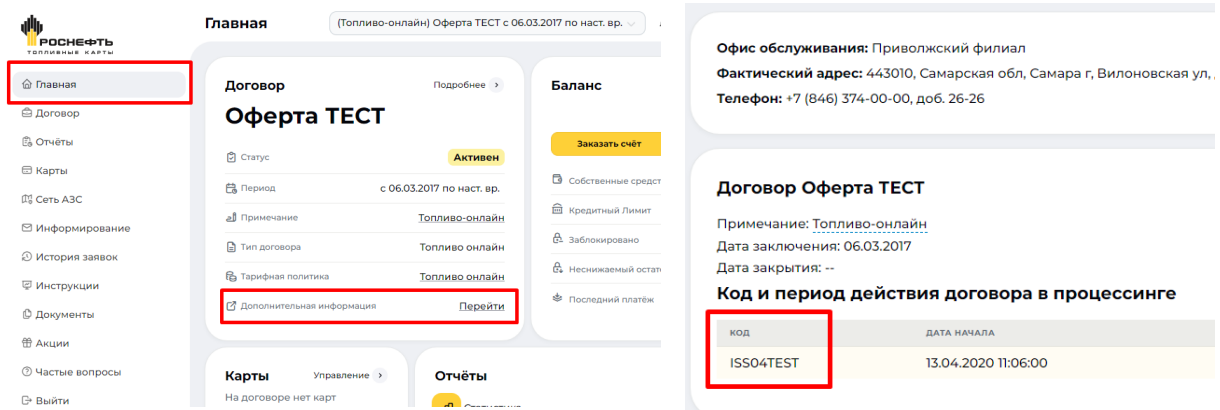 РОСНЕФТЬ
ТОПЛИВНЫЕ КАРТЫ
Главная
Договор
Отчёты
Карты
Сеть АЗС
Информирование
История заявок
Инструкции
Документы
Акции
Частые вопросы
Выйти
Главная
(Топливо-онлайн) Оферта ТЕСТ с 06.03.2017 по наст. вр.
Договор
Подробнее >
Оферта ТЕСТ
Статус Активен
Период с 06.03.2017 по наст. вр.
Примечание Топливо-онлайн
Тип договора Топливо онлайн
Тарифная политика Топливо онлайн
Дополнительная информация Перейти
Баланс
Заказать счёт
Собственные средст
Кредитный Лимит
Заблокировано
Неснижаемый остат
Последний платёж
Карты
Управление >
На договоре нет карт
Отчёты
Офис обслуживания: Приволжский филиал
Фактический адрес: 443010, Самарская обл, Самара г, Вилоновская ул,
Телефон: +7 (846) 374-00-00, доб. 26-26
Договор Оферта ТЕСТ
Примечание: Топливо-онлайн
Дата заключения: 06.03.2017
Дата закрытия: --
Код и период действия договора в процессинге
КОД ДАТА НАЧАЛА
ISS04TEST 13.04.2020 11:06:00